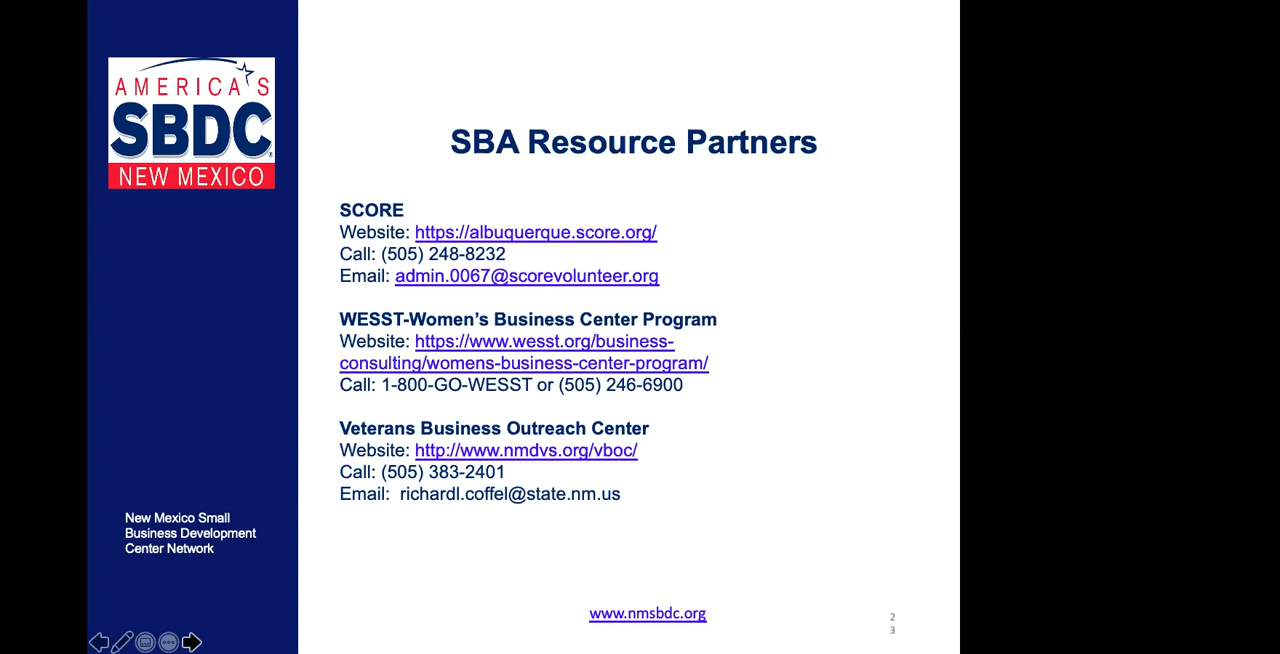 AMERICA'S
SBDC
NEW MEXICO
SBA Resource Partners
SCORE
Website: https://albuquerque.score.org/
Call: (505) 248-8232
Email: admin.0067@scorevolunteer.org
WESST-Women’s Business Center Program
Website: https://www.wesst.org/business-
consulting/womens-business-center-program/
Call: 1-800-GO-WESST or (505) 246-6900
Veterans Business Outreach Center
Website: http://www.nmdvs.org/vboc/
Call: (505) 383-2401
Email:  richardl.coffel@state.nm.us
New Mexico Small
Business Development
Center Network
www.nmsbdc.org
2
3